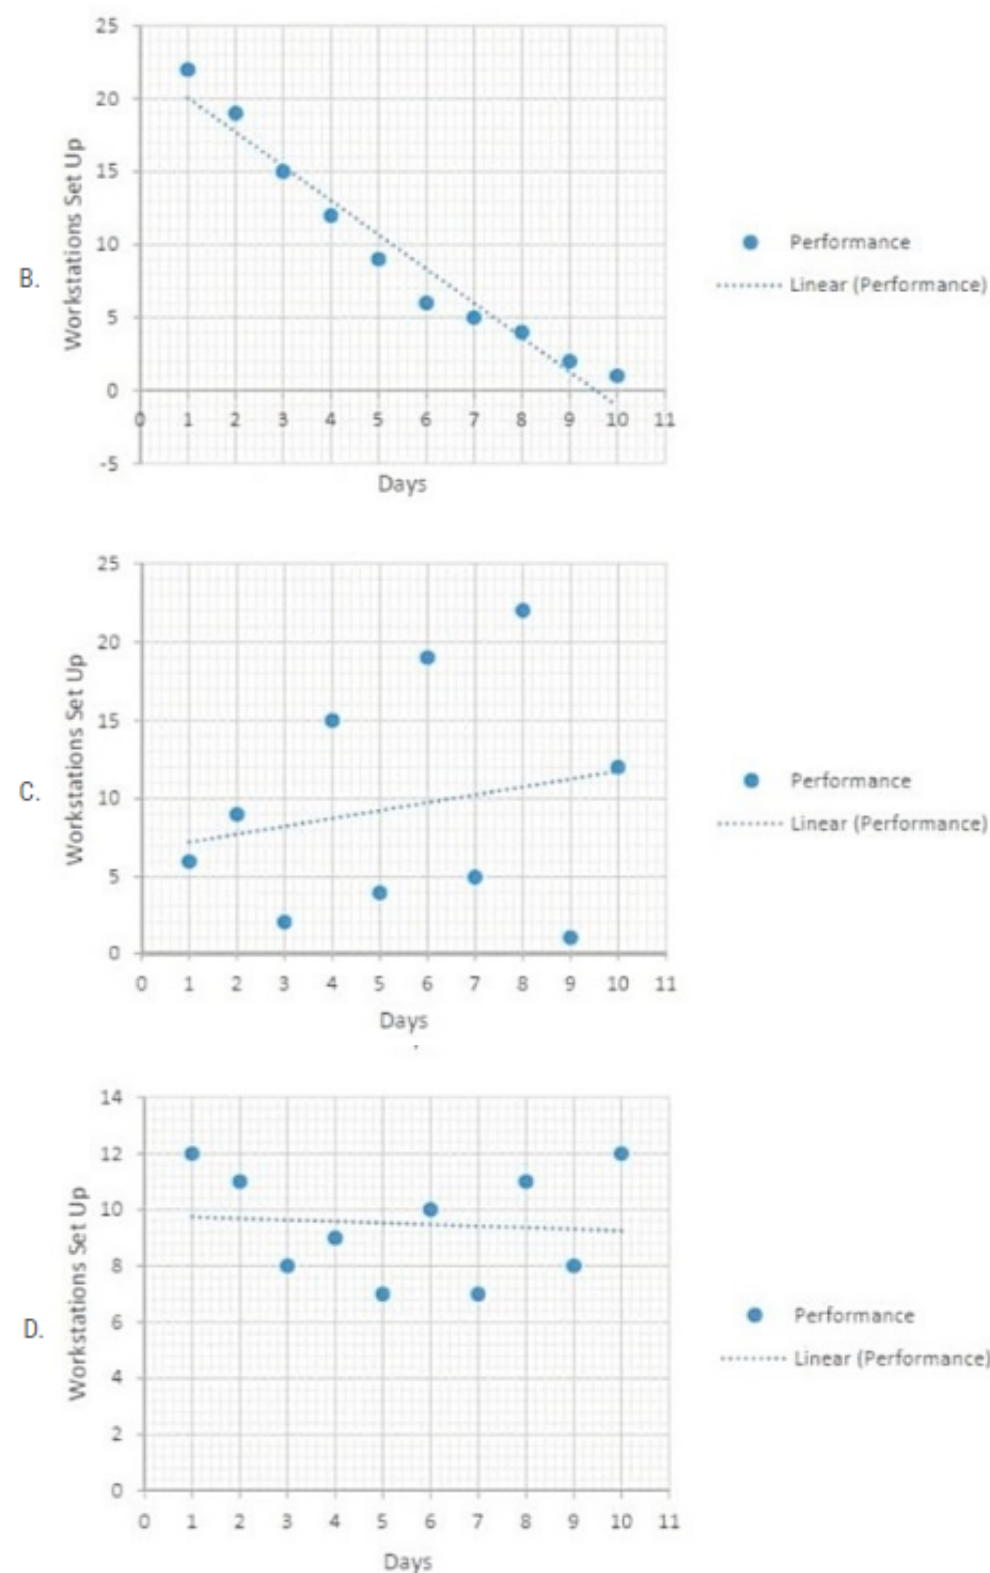 B.
Workstations Set Up
25
20
15
10
5
0
-5
0 1 2 3 4 5 6 7 8 9 10 11
Days
Performance
Linear (Performance)
C.
Workstations Set Up
25
20
15
10
5
0
0 1 2 3 4 5 6 7 8 9 10 11
Days
Performance
Linear (Performance)
D.
Workstations Set Up
14
12
10
8
6
4
2
0
0 1 2 3 4 5 6 7 8 9 10 11
Days
Performance
Linear (Performance)